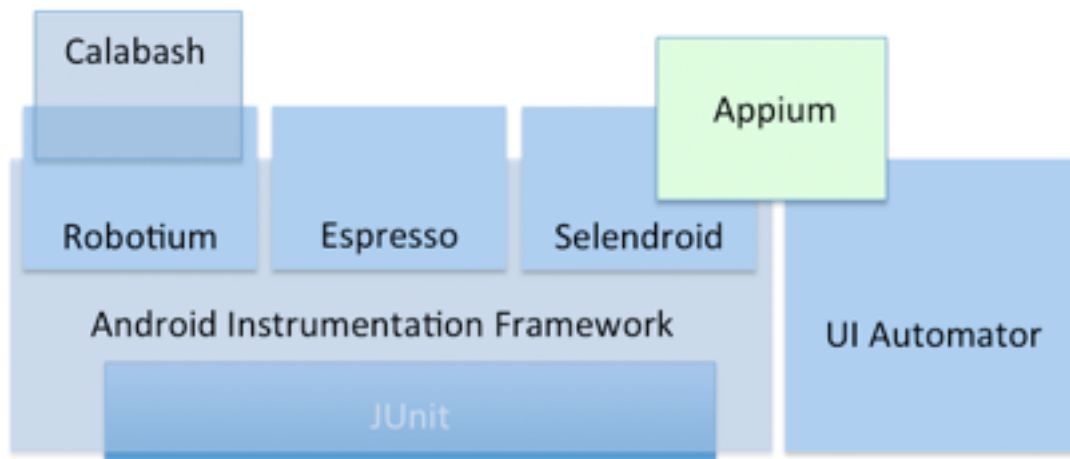 Calabash
Appium
Robotium
Espresso
Selendroid
Android Instrumentation Framework
UI Automator
JUnit